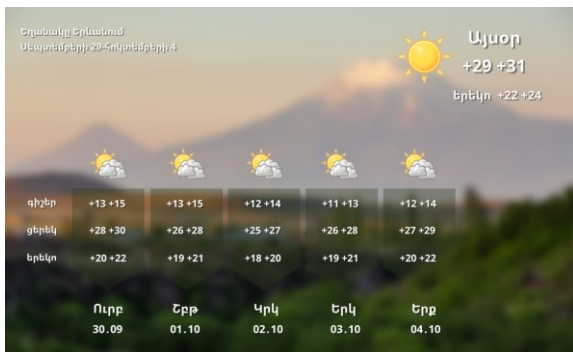 Եղանակը Երևանում
Սեպտեմբերի 29-հոկտեմբերի 4
Այսօր
+29 +31
երեկո +22 +24
գիշեր +13 +15 +13 +15 +12 +14 +11 +13 +12 +14
ցերեկ +28 +30 +26 +28 +25 +27 +26 +28 +27 +29
երեկո +20 +22 +19 +21 +18 +20 +19 +21 +20 +22
Ուրբ Շբթ Կրկ Երկ Երք
30.09 01.10 02.10 03.10 04.10